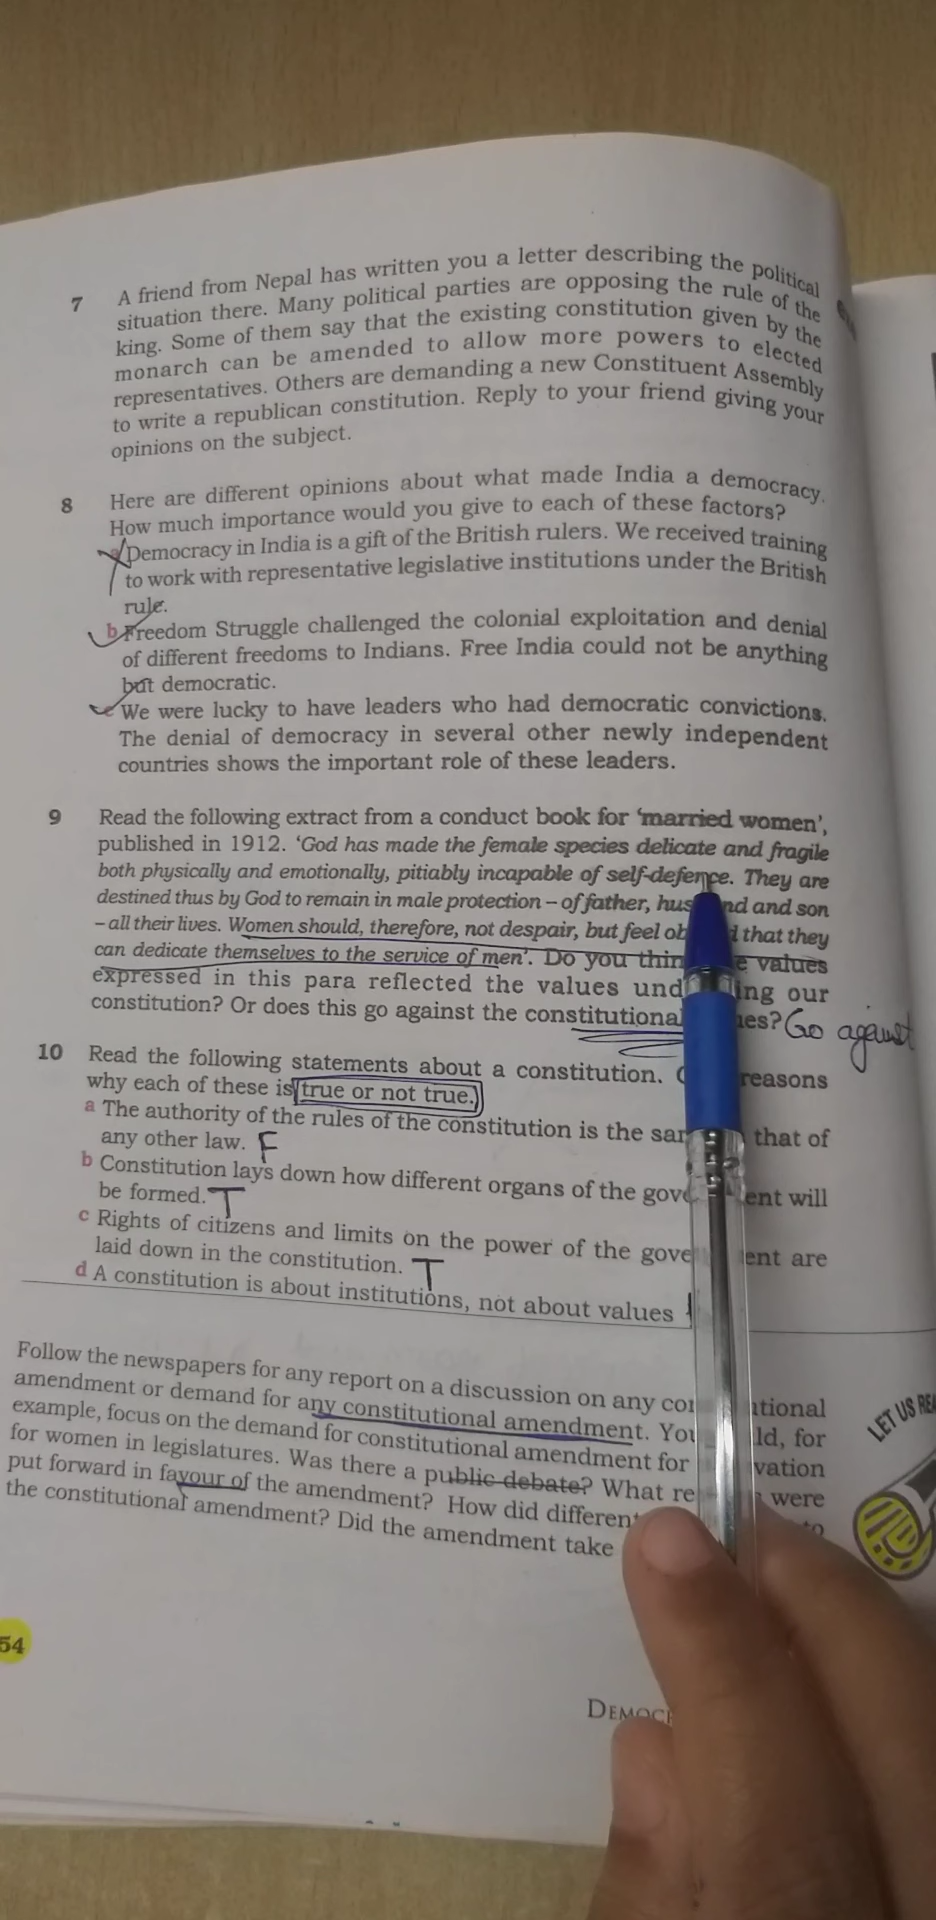 7 A friend from Nepal has written you a letter describing the political
situation there. Many political parties are opposing the rule of the
king. Some of them say that the existing constitution given by the
monarch can be amended to allow more powers to elected
representatives. Others are demanding a new Constituent Assembly
to write a republican constitution. Reply to your friend giving your
opinions on the subject.
8 Here are different opinions about what made India a democracy.
How much importance would you give to each of these factors?
Democracy in India is a gift of the British rulers. We received training
to work with representative legislative institutions under the British
rule.
b Freedom Struggle challenged the colonial exploitation and denial
of different freedoms to Indians. Free India could not be anything
but democratic.
c We were lucky to have leaders who had democratic convictions.
The denial of democracy in several other newly independent
countries shows the important role of these leaders.
9 Read the following extract from a conduct book for ‘married women’,
published in 1912. ‘God has made the female species delicate and fragile
both physically and emotionally, pitiably incapable of self-defence. They are
destined thus by God to remain in male protection – of father, hus nd and son
– all their lives. Women should, therefore, not despair, but feel ob d that they
can dedicate themselves to the service of men’. Do you thin e values
expressed in this para reflected the values und ing our
constitution? Or does this go against the constitutional ues? Go against
10 Read the following statements about a constitution. reasons
why each of these is true or not true.
a The authority of the rules of the constitution is the sa that of
any other law. F
b Constitution lays down how different organs of the gove ent will
be formed. T
c Rights of citizens and limits on the power of the gove ent are
laid down in the constitution. T
d A constitution is about institutions, not about values
Follow the newspapers for any report on a discussion on any co tional
amendment or demand for any constitutional amendment. You ld, for
example, focus on the demand for constitutional amendment for vation
for women in legislatures. Was there a public debate? What re were
put forward in favour of the amendment? How did different to
the constitutional amendment? Did the amendment take
LET US REA
54
DEMOC